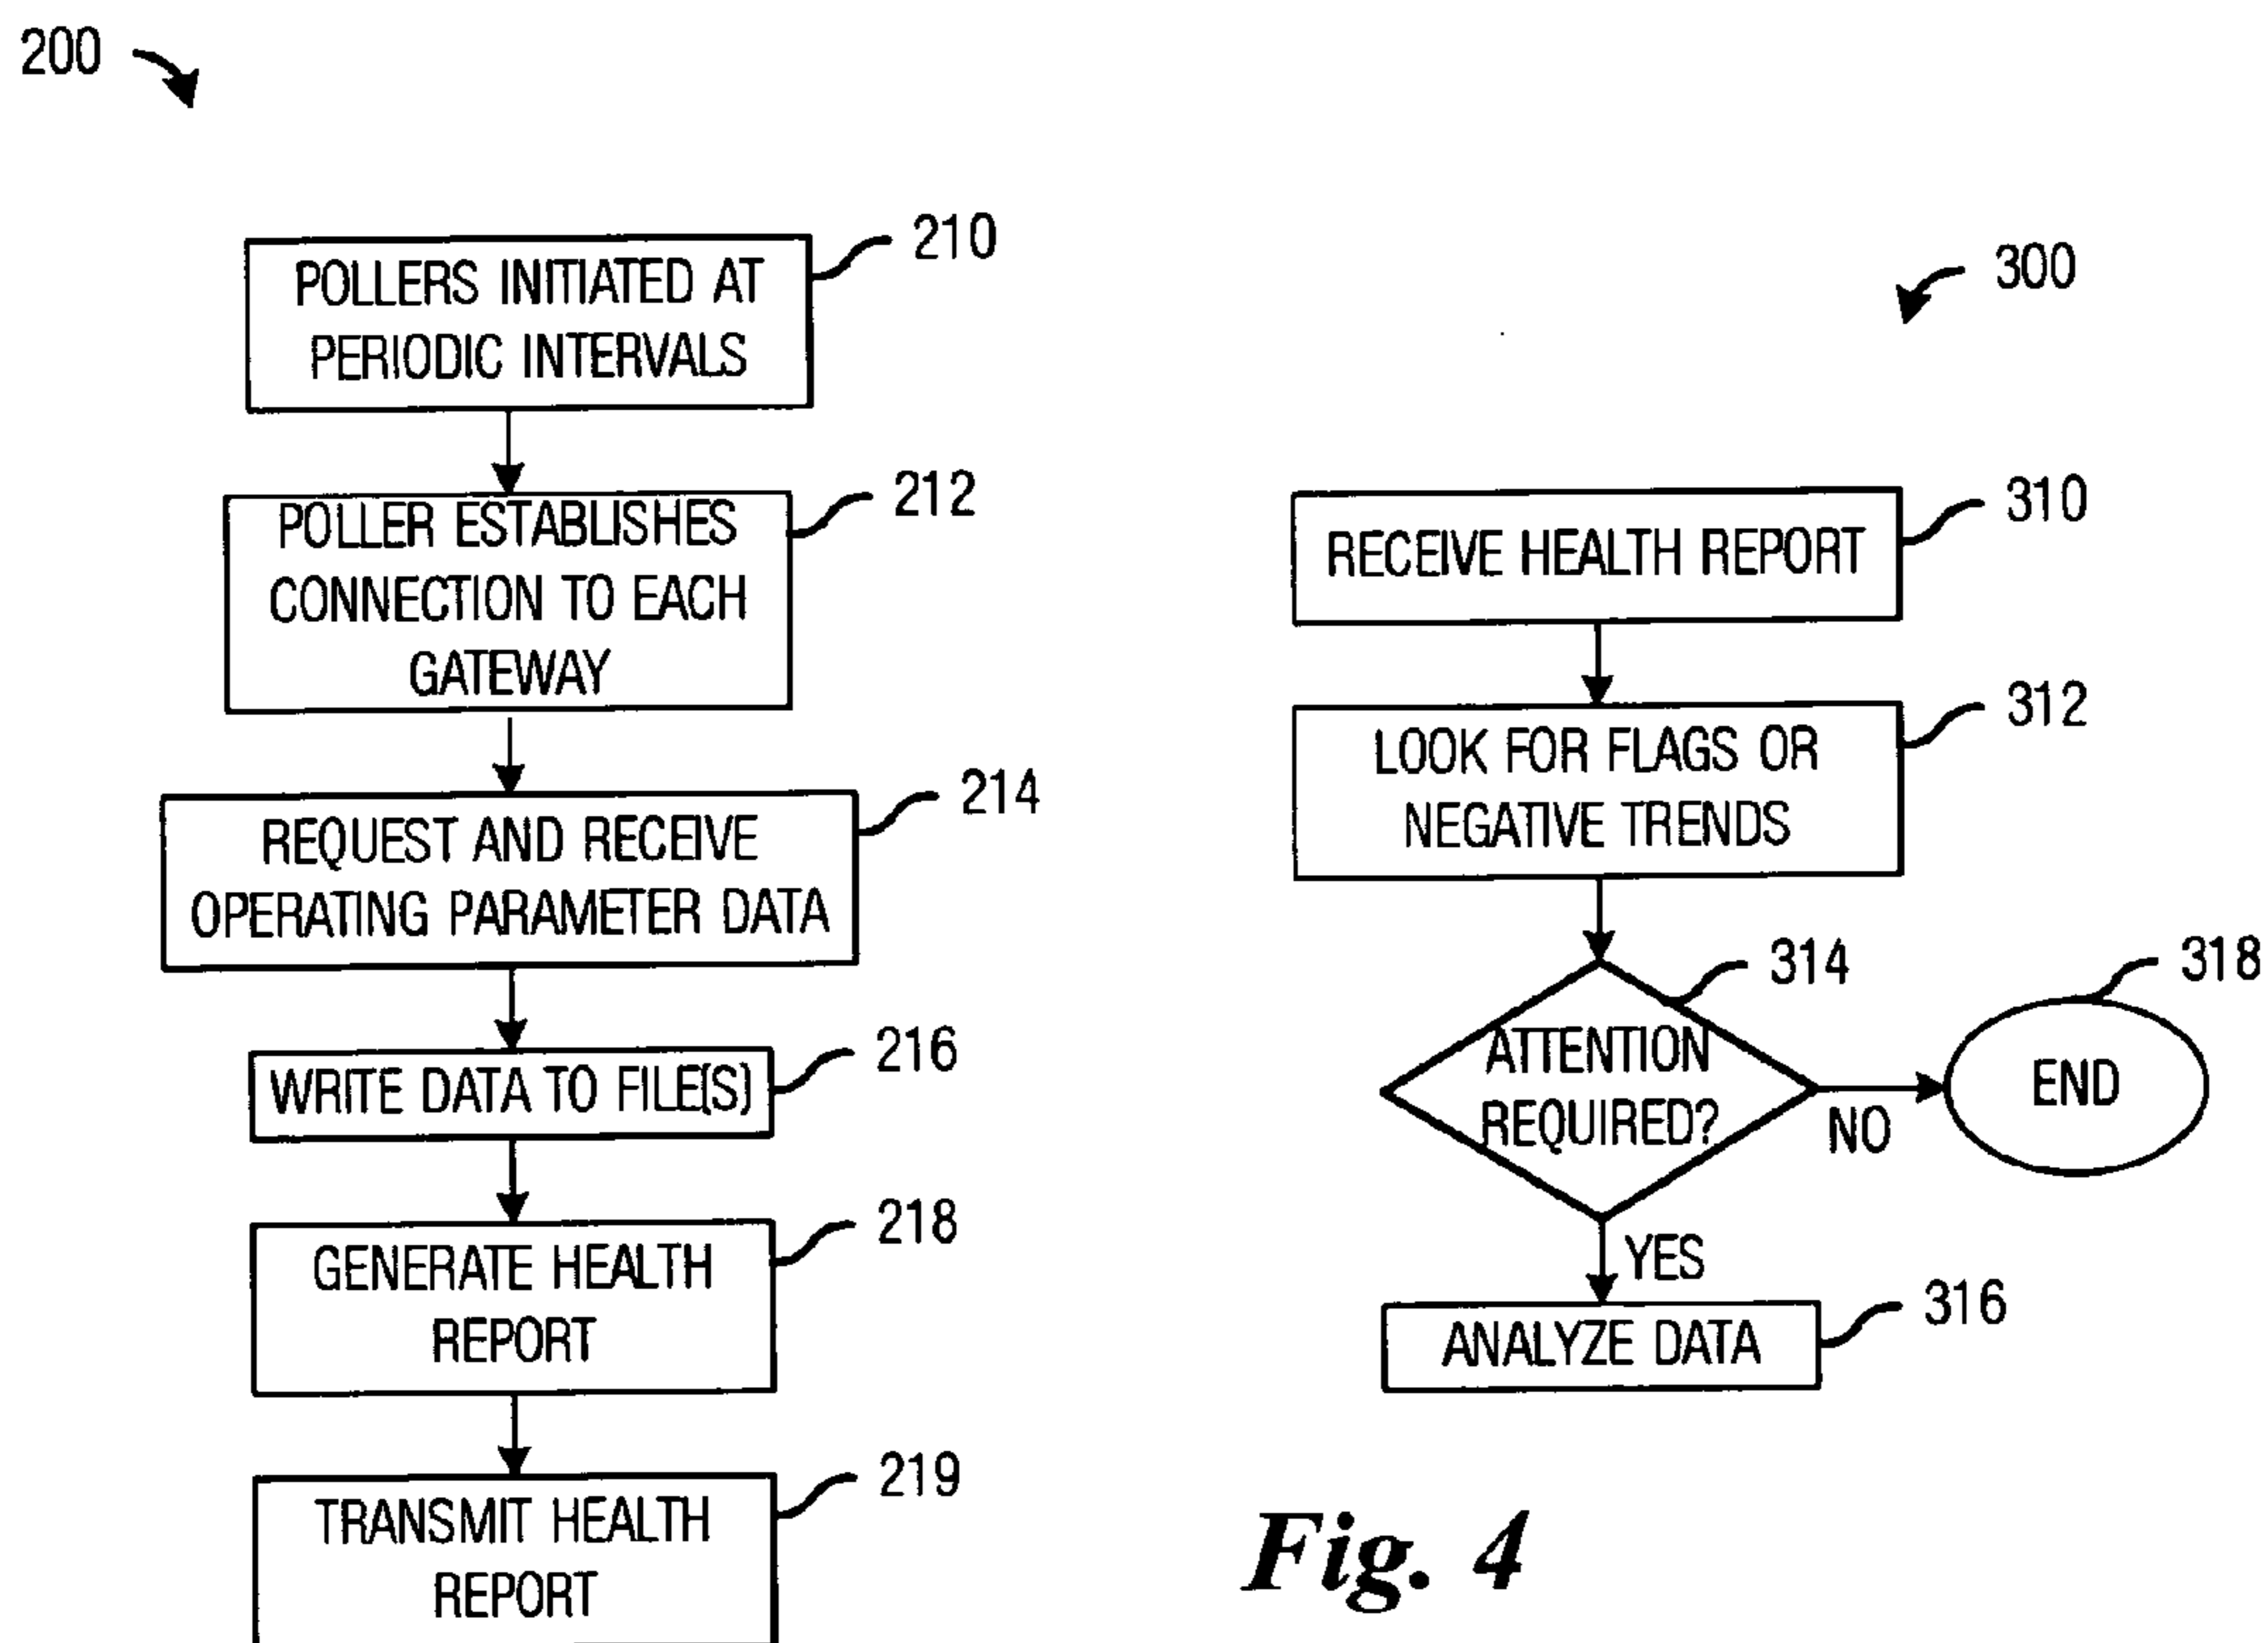 200
POLLERS INITIATED AT
PERIODIC INTERVALS
210
POLLER ESTABLISHES
CONNECTION TO EACH
GATEWAY
212
REQUEST AND RECEIVE
OPERATING PARAMETER DATA
214
WRITE DATA TO FILE(S)
216
GENERATE HEALTH
REPORT
218
TRANSMIT HEALTH
REPORT
219
300
RECEIVE HEALTH REPORT
310
LOOK FOR FLAGS OR
NEGATIVE TRENDS
312
ATTENTION
REQUIRED?
314
NO
END
318
YES
ANALYZE DATA
316
Fig. 4